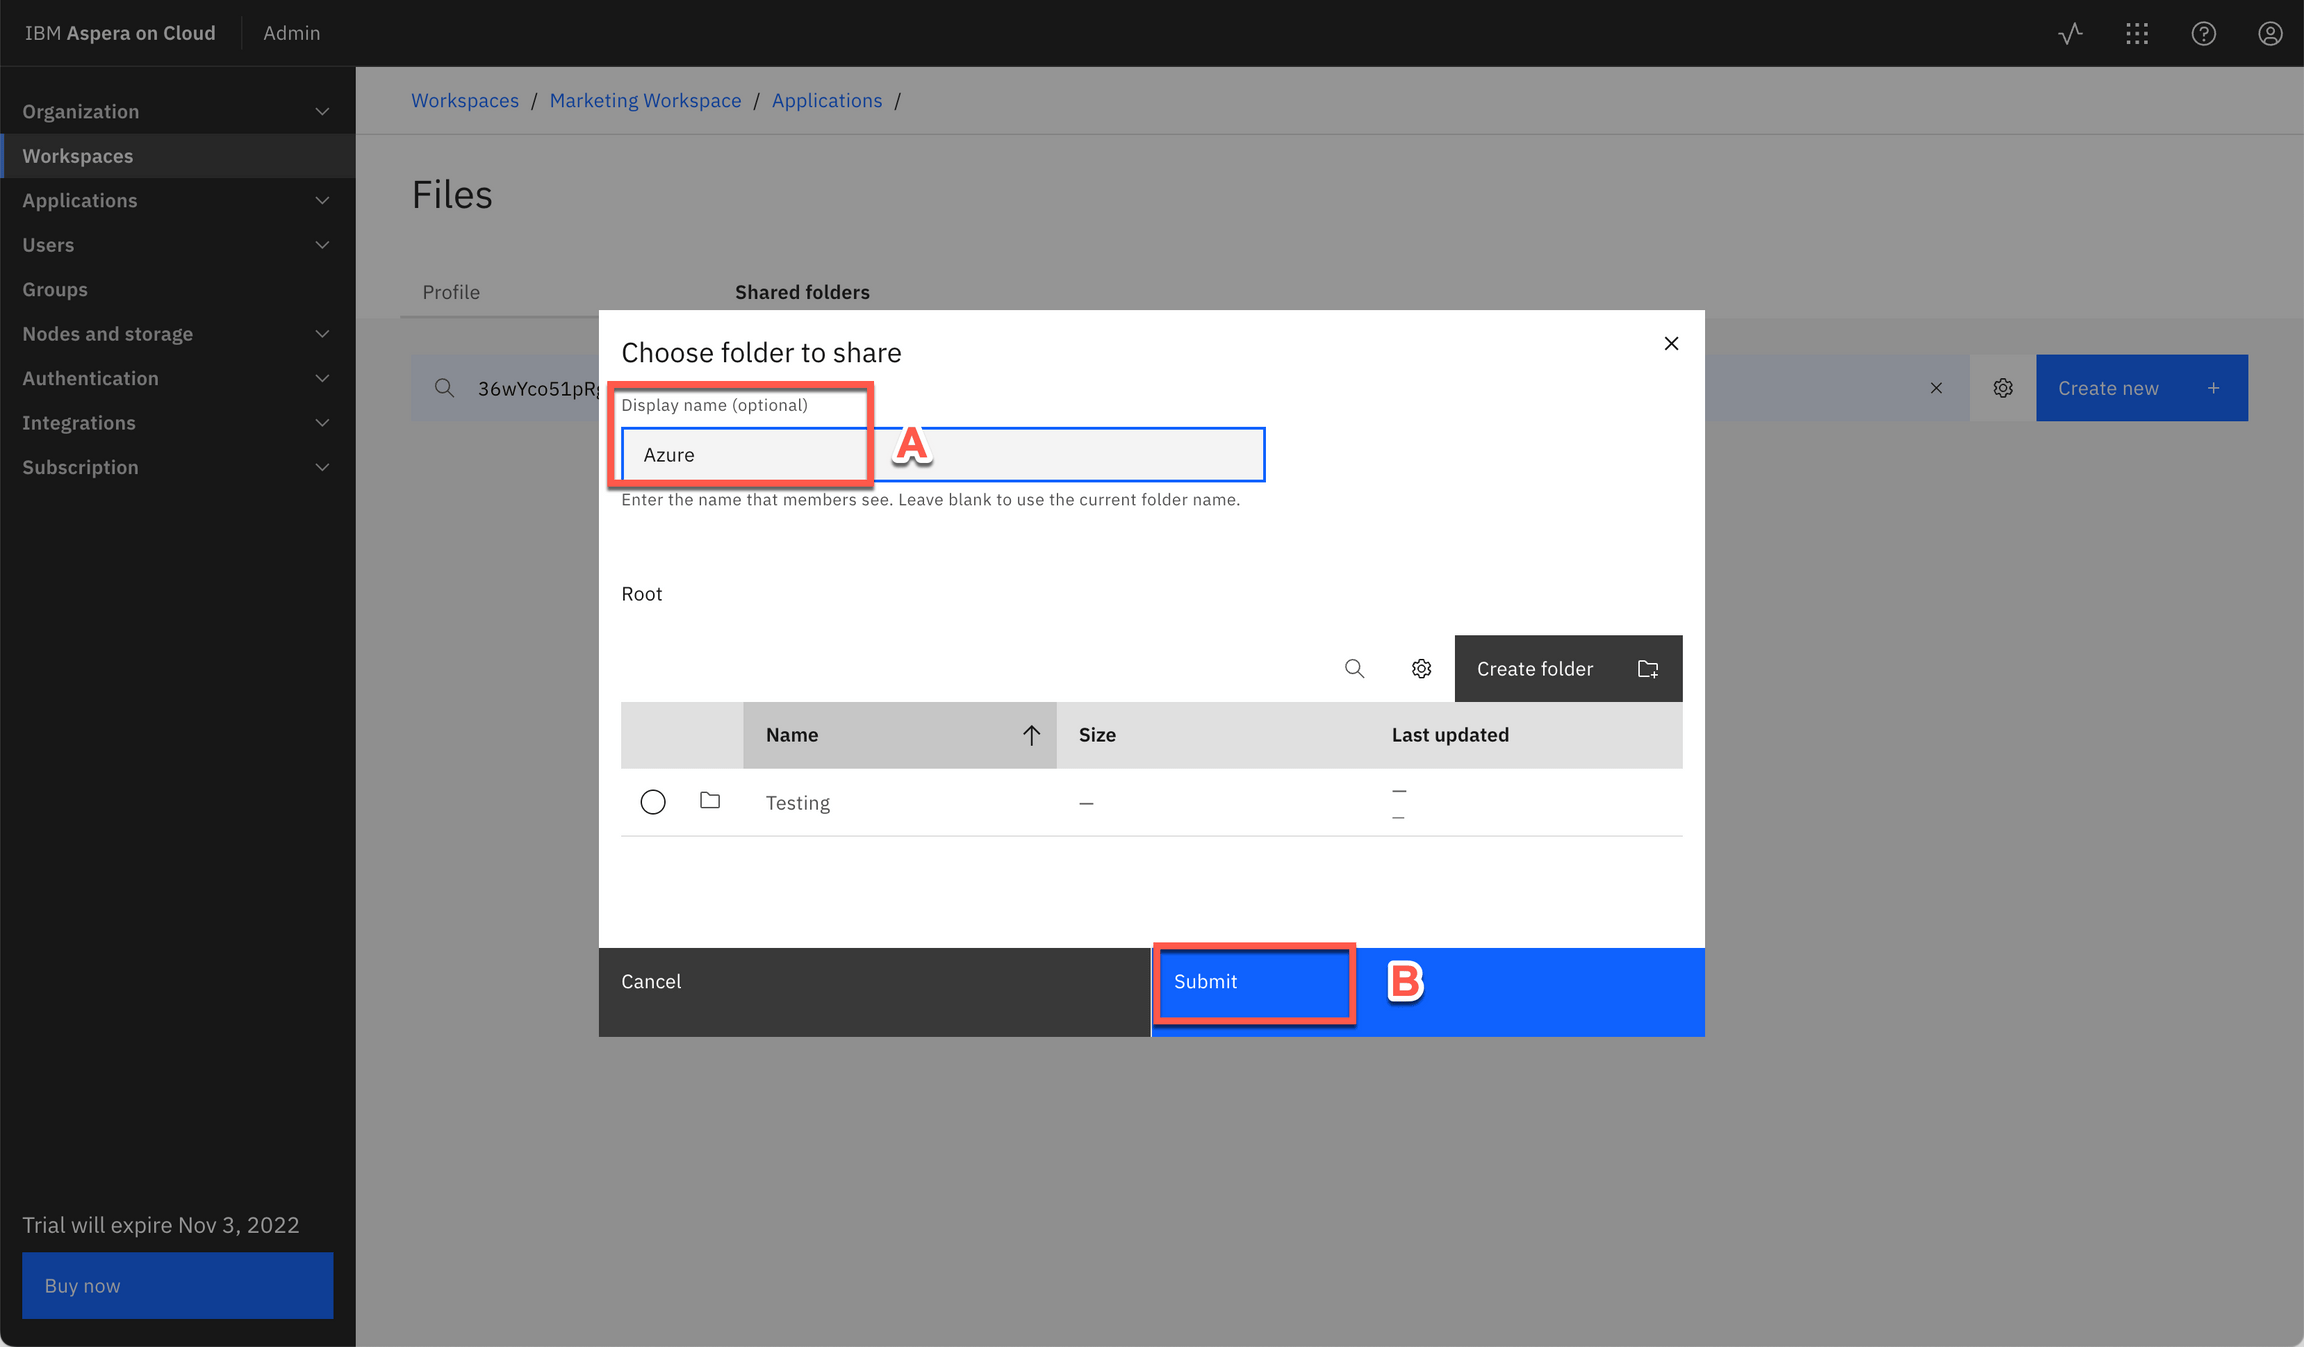 IBM Aspera on Cloud
Admin
Organization
Workspaces
Applications
Users
Groups
Nodes and storage
Authentication
Integrations
Subscription
Trial will expire Nov 3, 2022
Buy now
Workspaces / Marketing Workspace / Applications /
Files
Profile
Shared folders
Create new
Choose folder to share
Display name (optional)
Azure
A
Enter the name that members see. Leave blank to use the current folder name.
Root
Create folder
Name Size Last updated
Testing – –
–
Cancel
Submit
B